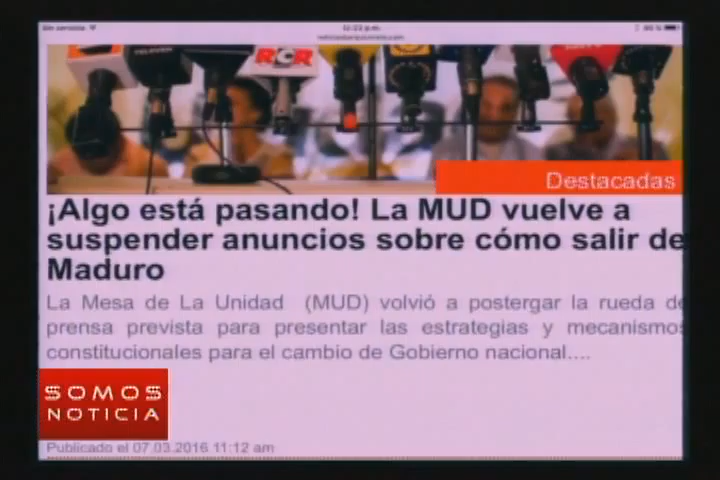 RCR
Destacadas
¡Algo está pasando! La MUD vuelve a
suspender anuncios sobre cómo salir de
Maduro
La Mesa de La Unidad (MUD) volvió a postergar la rueda de
prensa prevista para presentar las estrategias y mecanismos
constitucionales para el cambio de Gobierno nacional....
SOMOS
NOTICIA
Publicado el 07.03.2016 11:12 am